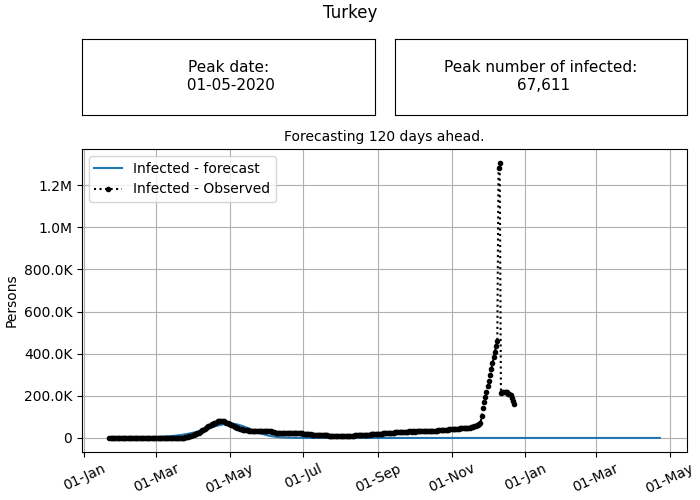 Turkey
Peak date:
01-05-2020
Peak number of infected:
67,611
Forecasting 120 days ahead.
Infected - forecast
Infected - Observed
Persons
1.2M
1.0M
800.0K
600.0K
400.0K
200.0K
0
01-Jan
01-Mar
01-May
01-Jul
01-Sep
01-Nov
01-Jan
01-Mar
01-May